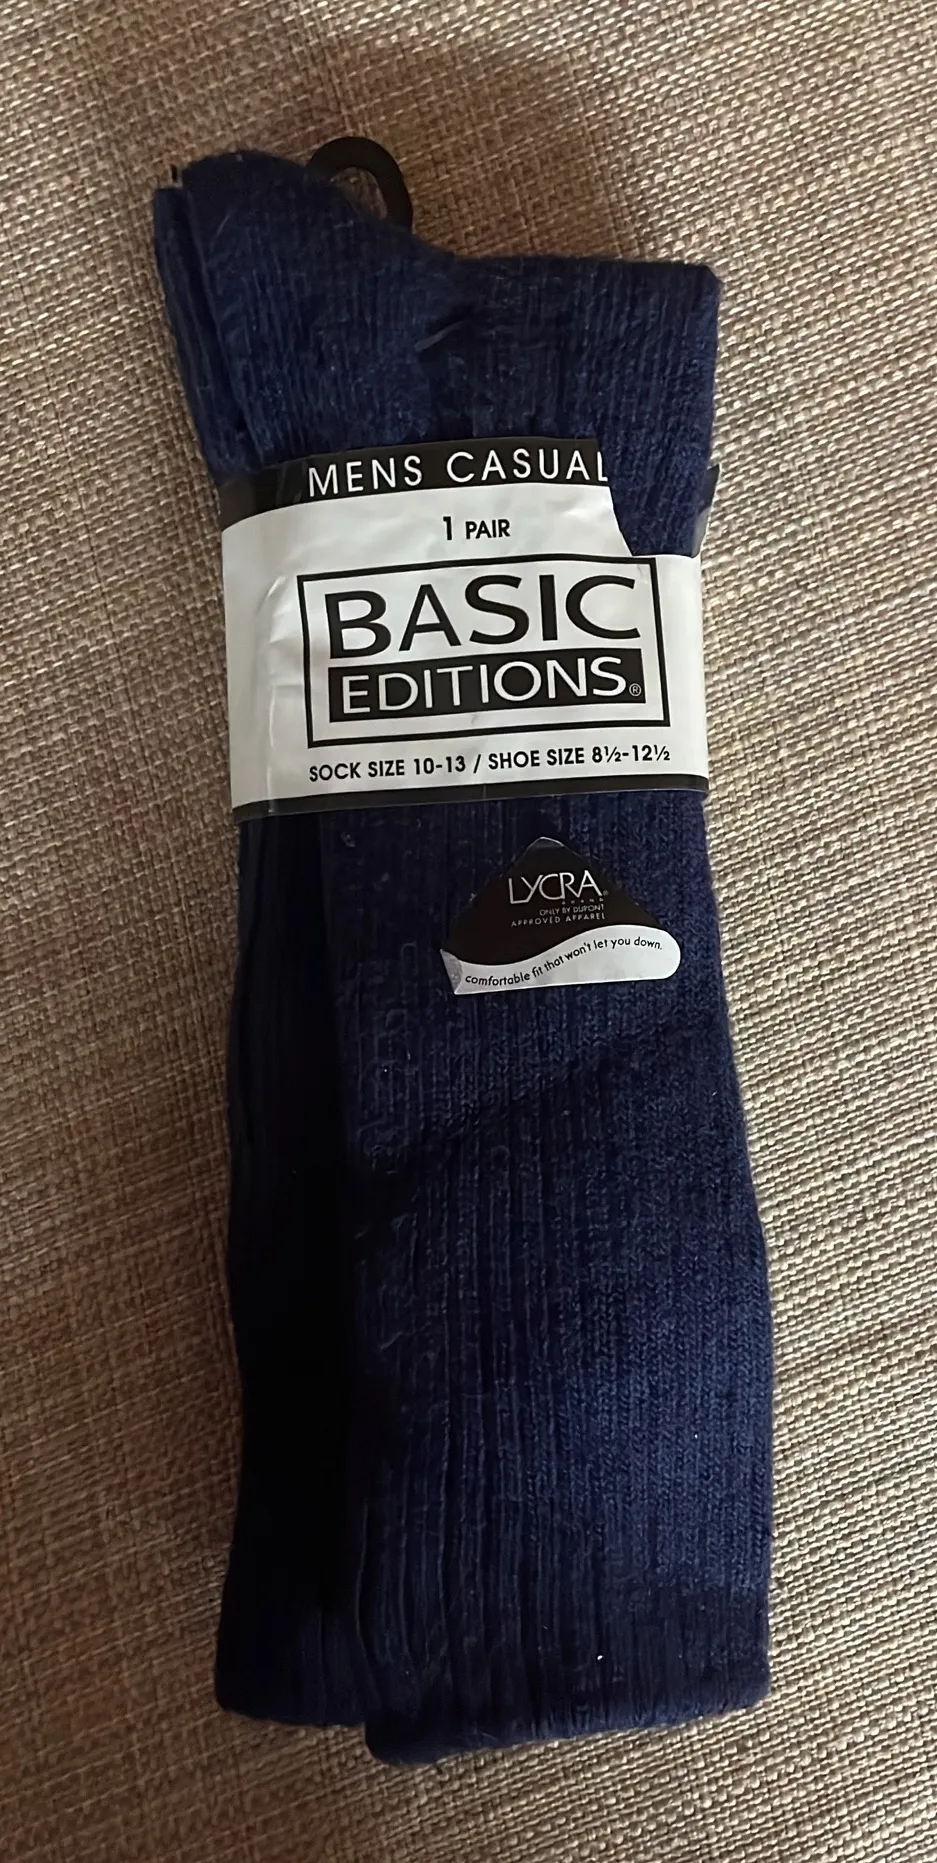 MENS CASUAL
1 PAIR
BASIC
EDITIONS®
SOCK SIZE 10-13 / SHOE SIZE 8½-12½
LYCRA®
BRAND
ONLY BY DUPONT
APPROVED APPAREL
comfortable fit that won't let you down.